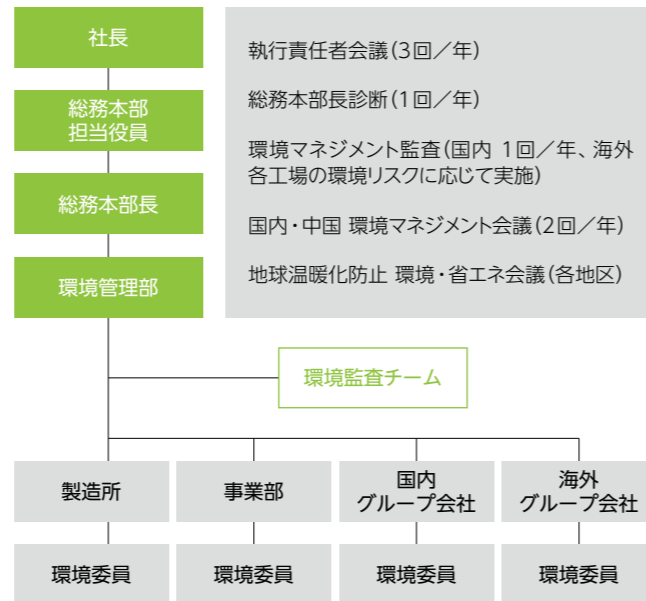 社長
総務本部
担当役員
総務本部長
環境管理部
執行責任者会議（3回／年）
総務本部長診断（1回／年）
環境マネジメント監査（国内 1回／年、海外
各工場の環境リスクに応じて実施）
国内・中国 環境マネジメント会議（2回／年）
地球温暖化防止 環境・省エネ会議（各地区）
環境監査チーム
製造所
事業部
国内
グループ会社
海外
グループ会社
環境委員
環境委員
環境委員
環境委員